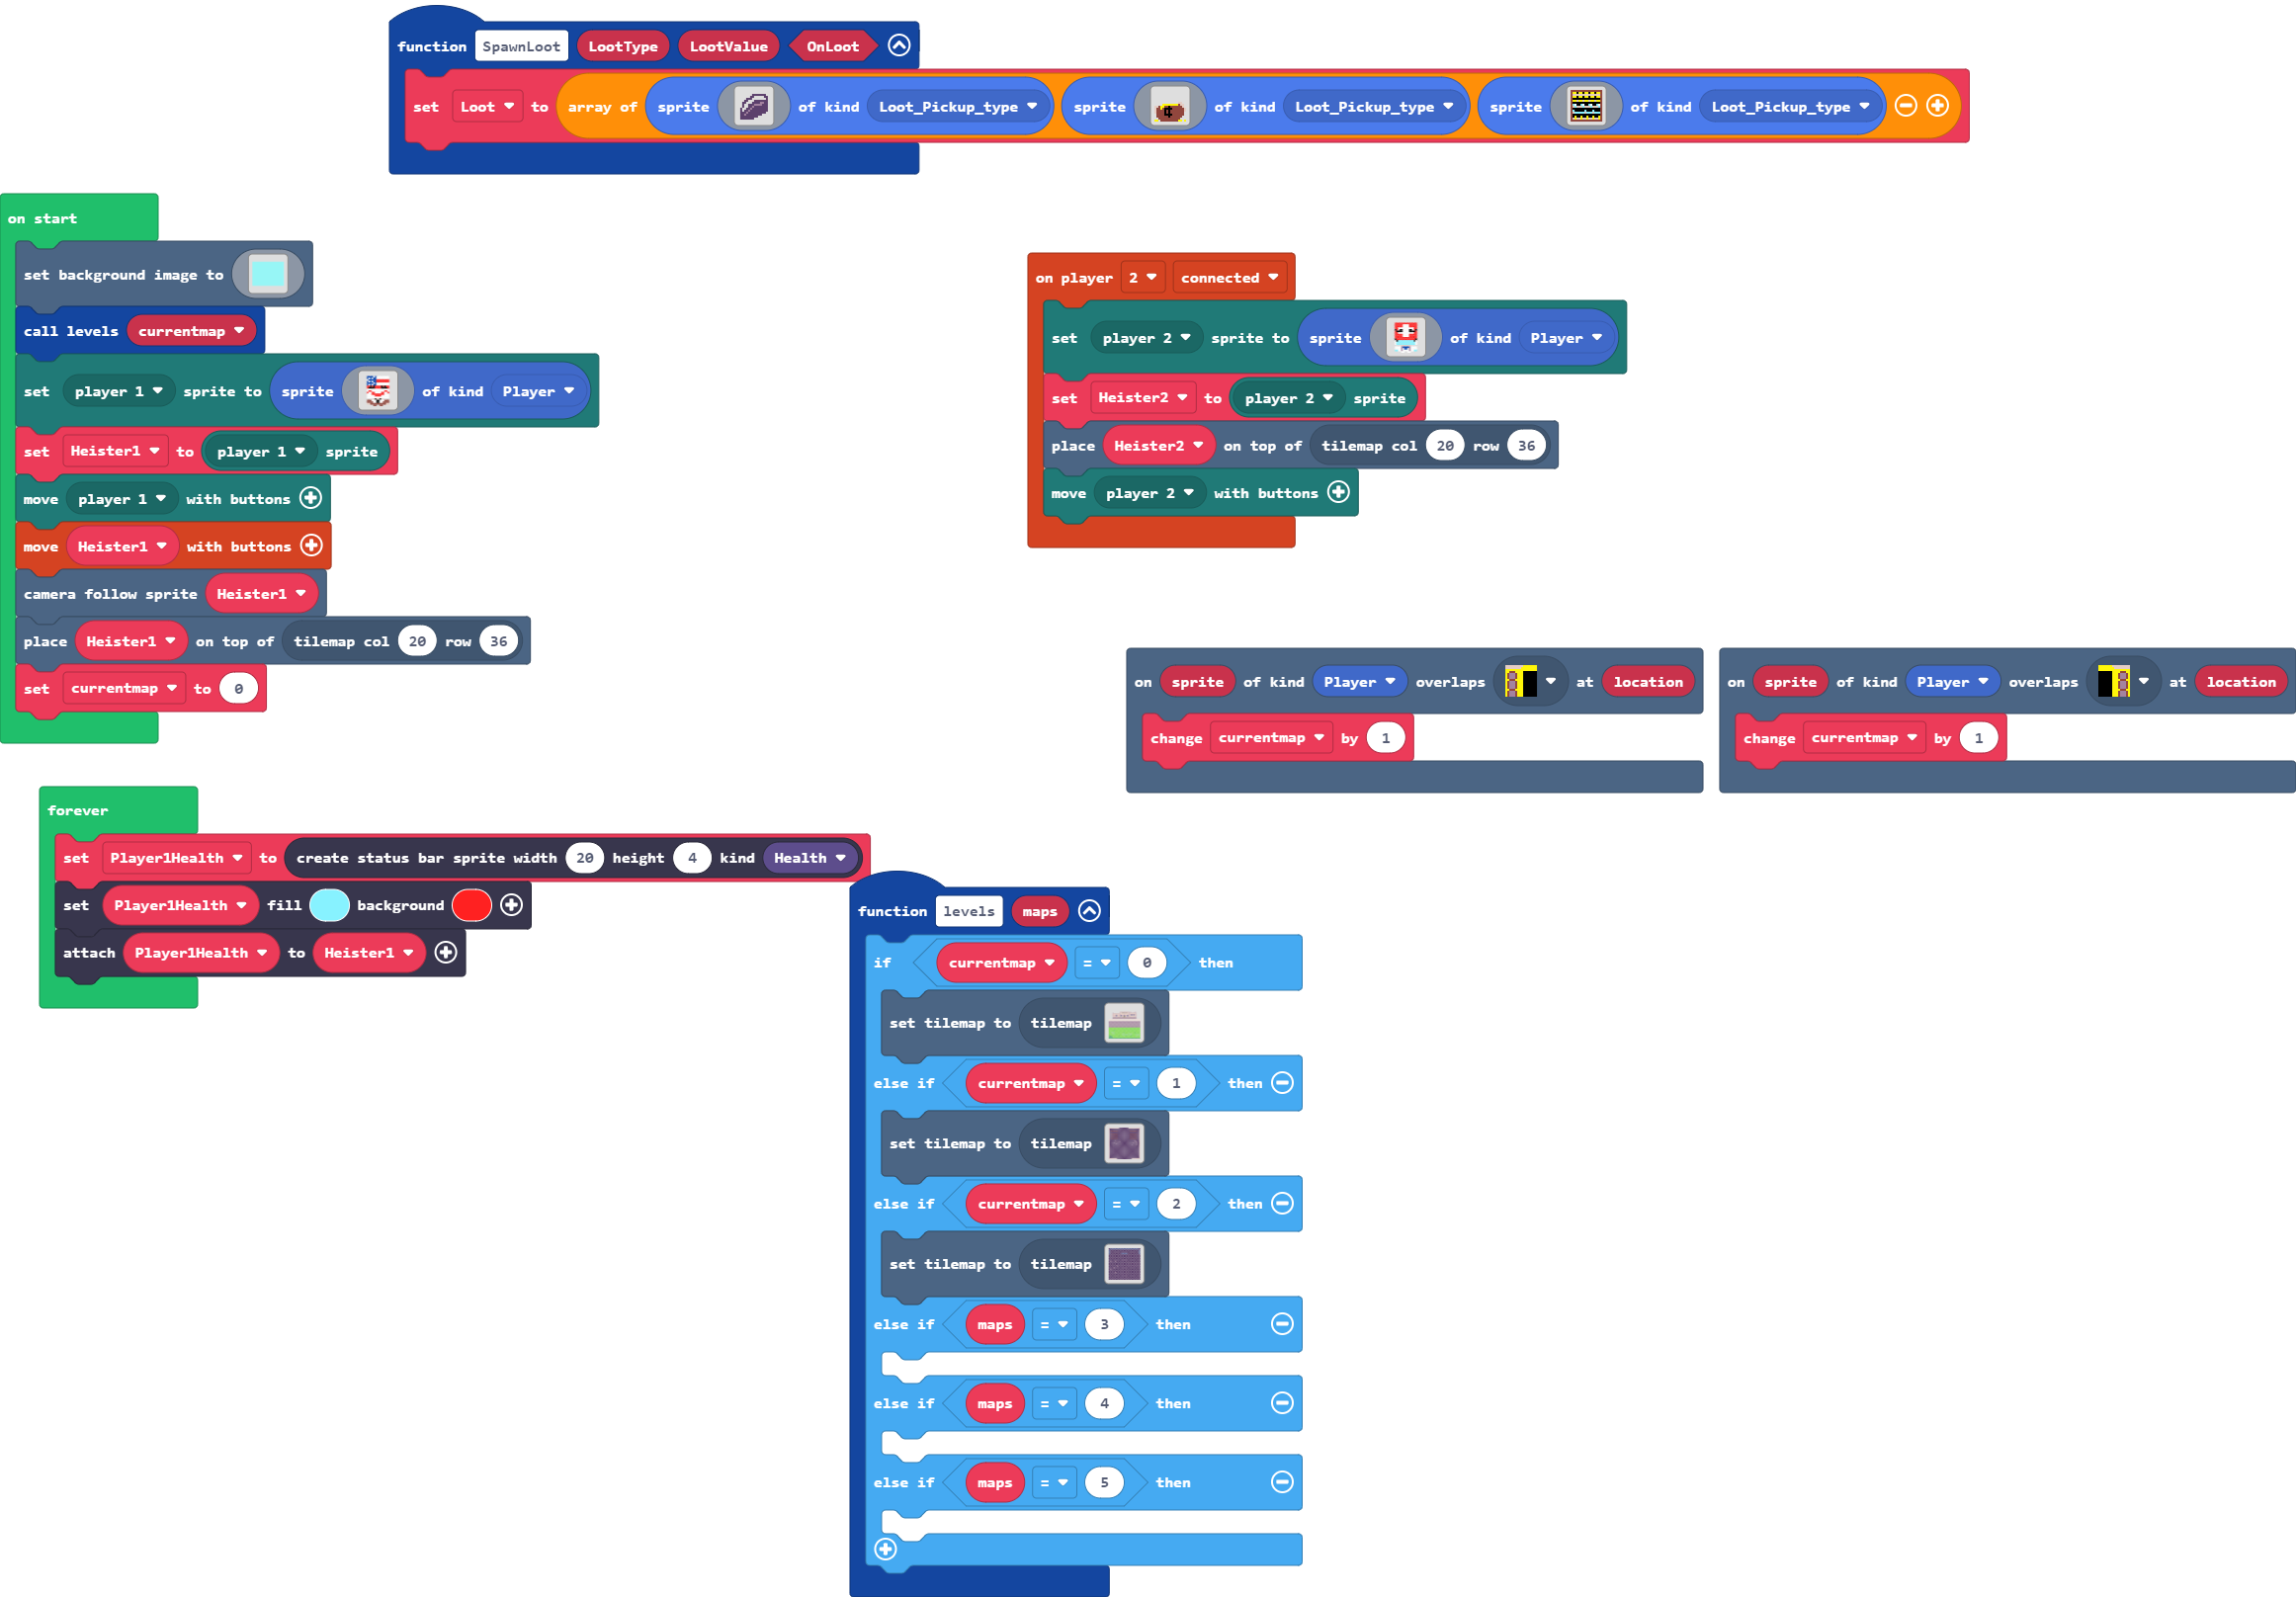 function SpawnLoot LootType LootValue OnLoot
set Loot to array of sprite of kind Loot_Pickup_type sprite of kind Loot_Pickup_type sprite of kind Loot_Pickup_type
on start
set background image to
call levels currentmap
set player 1 sprite to sprite of kind Player
set Heister1 to player 1 sprite
move player 1 with buttons
move Heister1 with buttons
camera follow sprite Heister1
place Heister1 on top of tilemap col 20 row 36
set currentmap to 0
on player 2 connected
set player 2 sprite to sprite of kind Player
set Heister2 to player 2 sprite
place Heister2 on top of tilemap col 20 row 36
move player 2 with buttons
on sprite of kind Player overlaps at location
change currentmap by 1
on sprite of kind Player overlaps at location
change currentmap by 1
forever
set Player1Health to create status bar sprite width 20 height 4 kind Health
set Player1Health fill background
attach Player1Health to Heister1
function levels maps
if currentmap = 0 then
set tilemap to tilemap
else if currentmap = 1 then
set tilemap to tilemap
else if currentmap = 2 then
set tilemap to tilemap
else if maps = 3 then
else if maps = 4 then
else if maps = 5 then